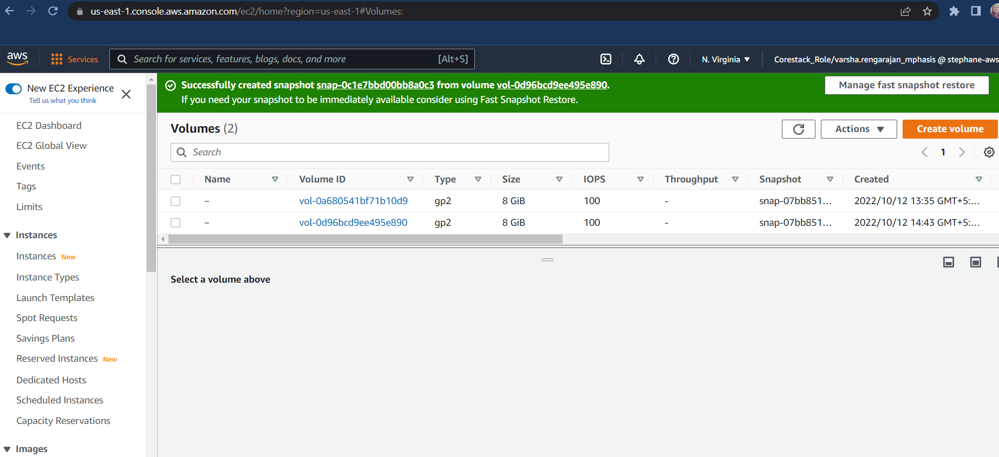 us-east-1.console.aws.amazon.com/ec2/home?region=us-east-1#Volumes:
aws
Services
Search for services, features, blogs, docs, and more [Alt+S]
N. Virginia
Corestack_Role/varsha.rengarajan_mphasis @ stephane-aws
New EC2 Experience
Tell us what you think
EC2 Dashboard
EC2 Global View
Events
Tags
Limits
Instances
Instances New
Instance Types
Launch Templates
Spot Requests
Savings Plans
Reserved Instances New
Dedicated Hosts
Scheduled Instances
Capacity Reservations
Images
Successfully created snapshot snap-0c1e7bbd00bb8a0c3 from volume vol-0d96bcd9ee495e890.
If you need your snapshot to be immediately available consider using Fast Snapshot Restore.
Manage fast snapshot restore
Volumes (2)
Actions
Create volume
Search
1
Name Volume ID Type Size IOPS Throughput Snapshot Created
– vol-0a680541bf71b10d9 gp2 8 GiB 100 - snap-07bb851... 2022/10/12 13:35 GMT+5:...
– vol-0d96bcd9ee495e890 gp2 8 GiB 100 - snap-07bb851... 2022/10/12 14:43 GMT+5:...
Select a volume above